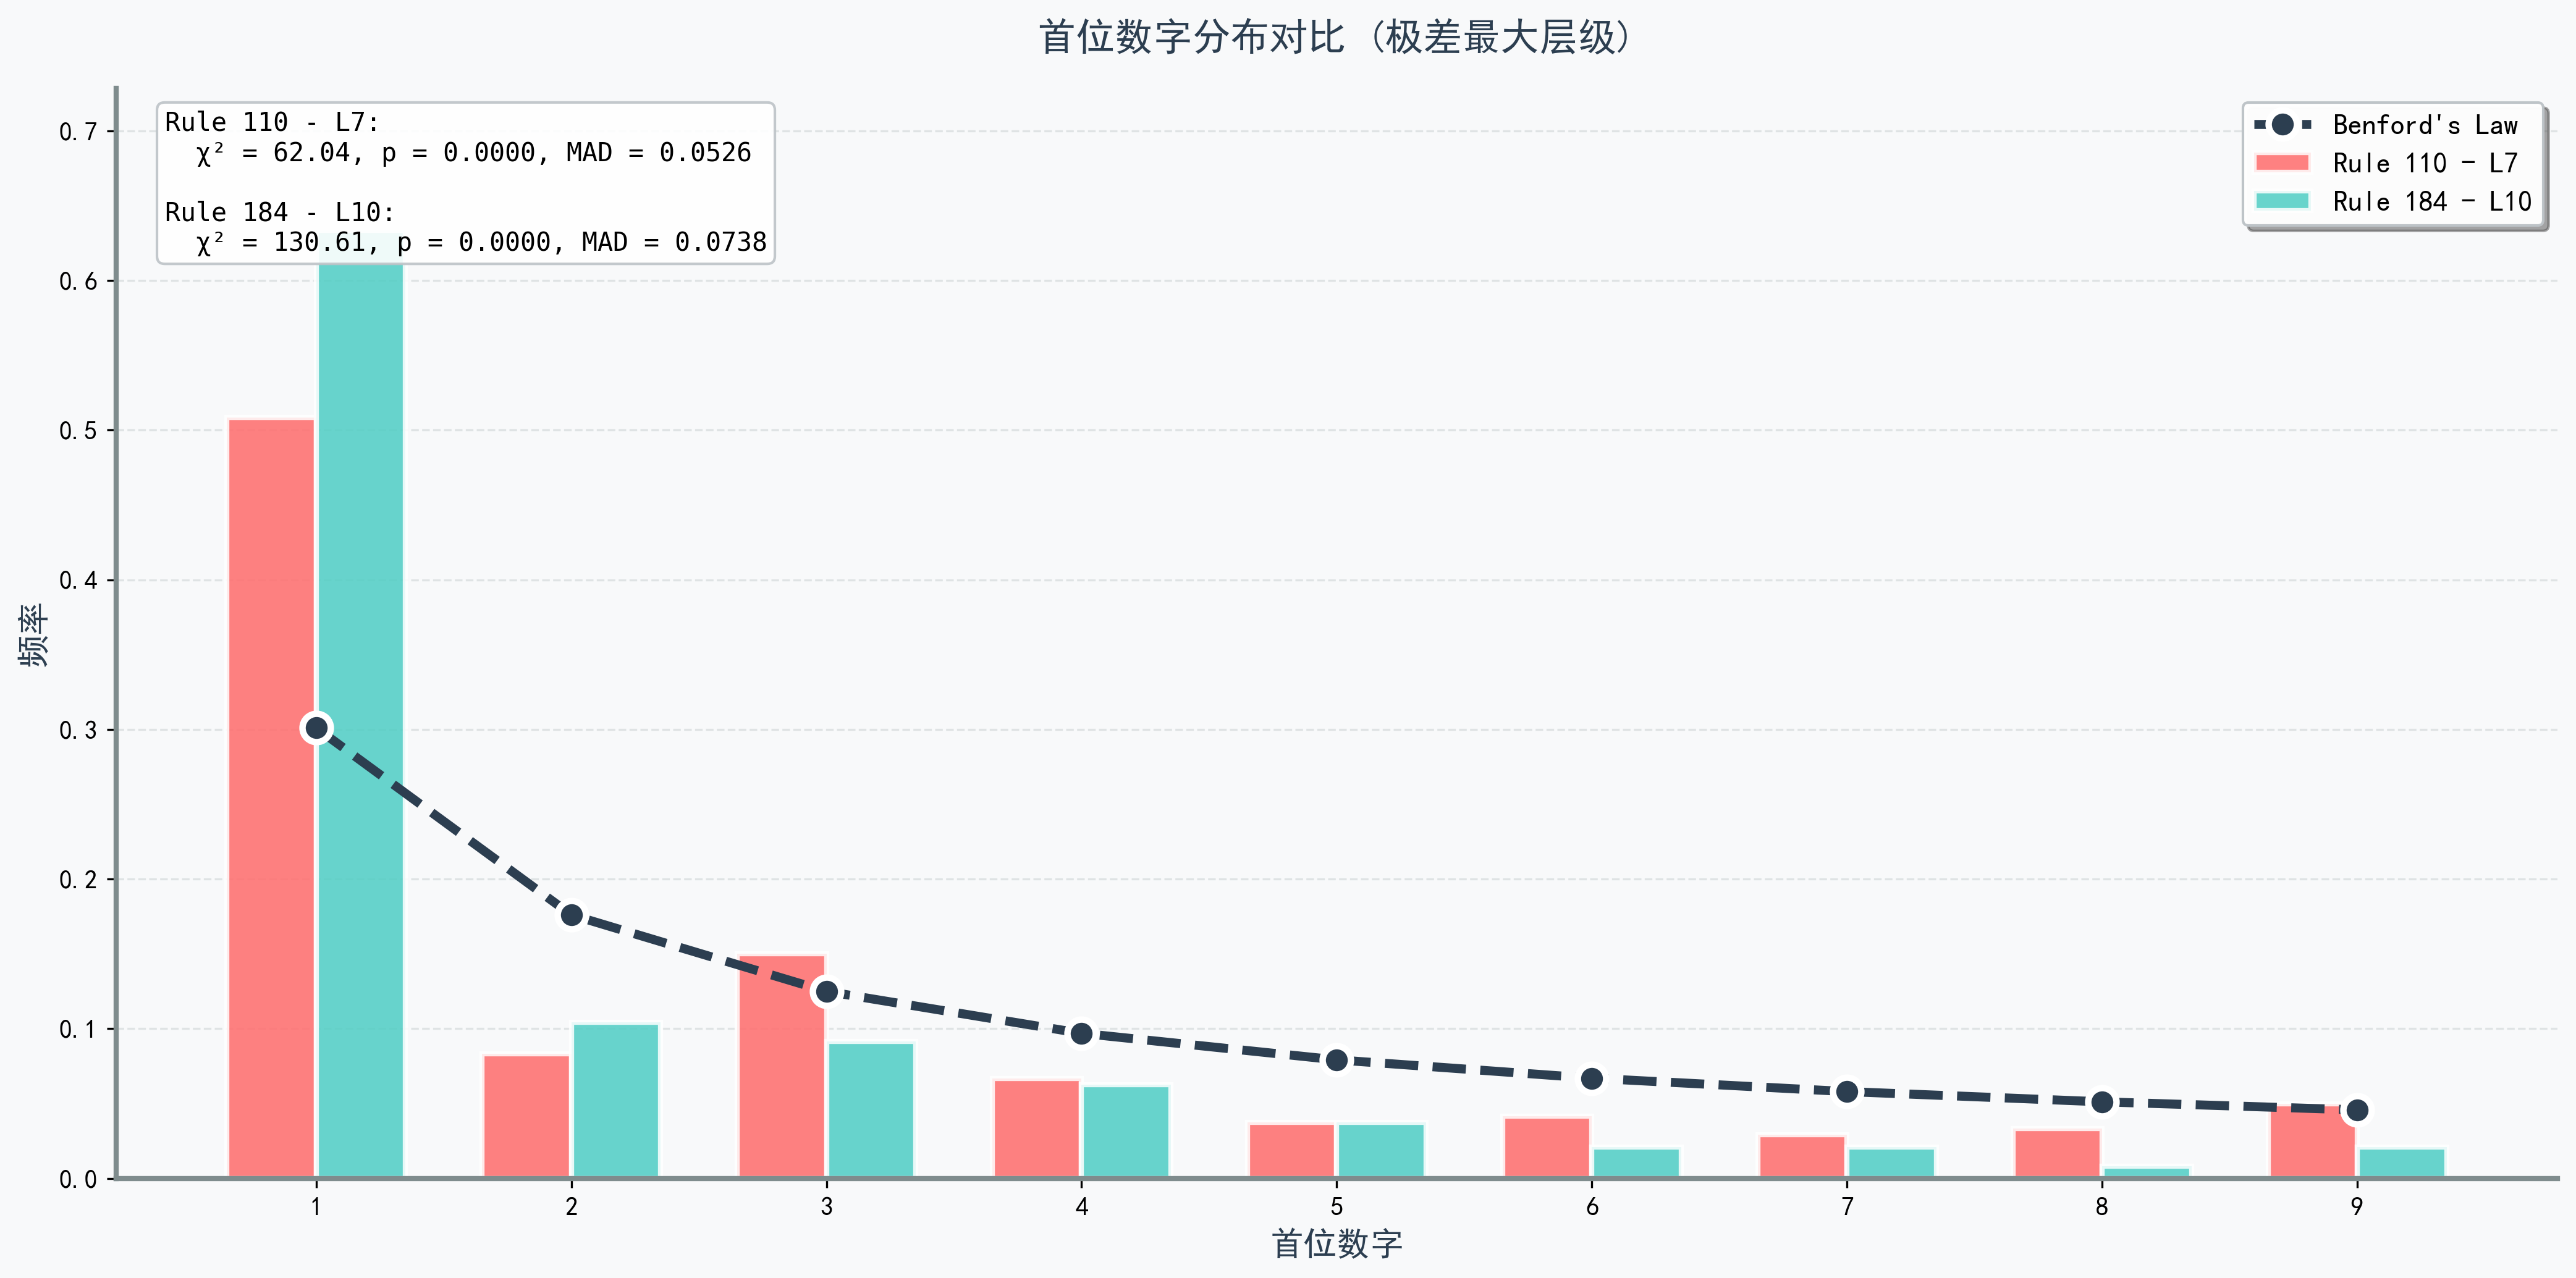 首位数字分布对比 (极差最大层级)
Rule 110 - L7:
χ² = 62.04, p = 0.0000, MAD = 0.0526
Rule 184 - L10:
χ² = 130.61, p = 0.0000, MAD = 0.0738
Benford's Law
Rule 110 - L7
Rule 184 - L10
频率
0.7
0.6
0.5
0.4
0.3
0.2
0.1
0.0
1 2 3 4 5 6 7 8 9
首位数字